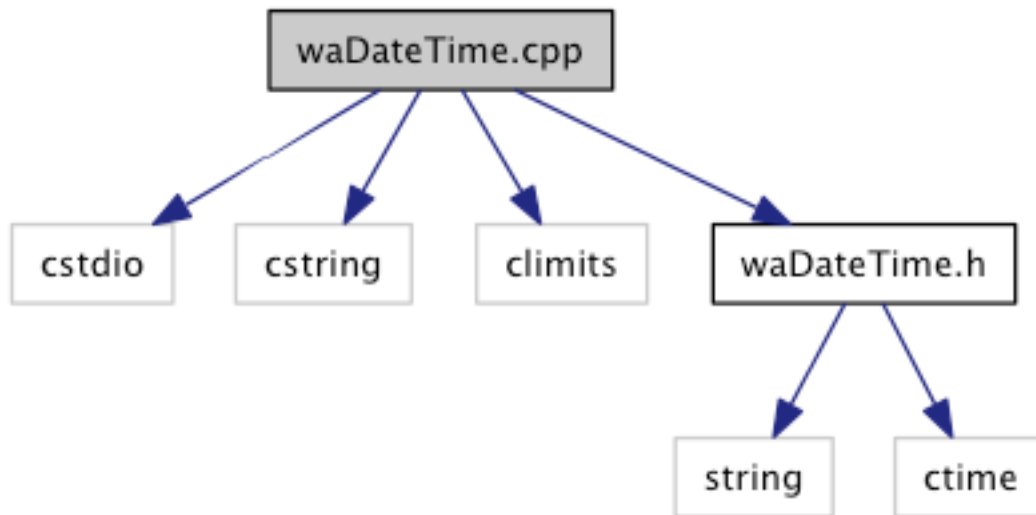 waDateTime.cpp
cstdio
cstring
climits
waDateTime.h
string
ctime